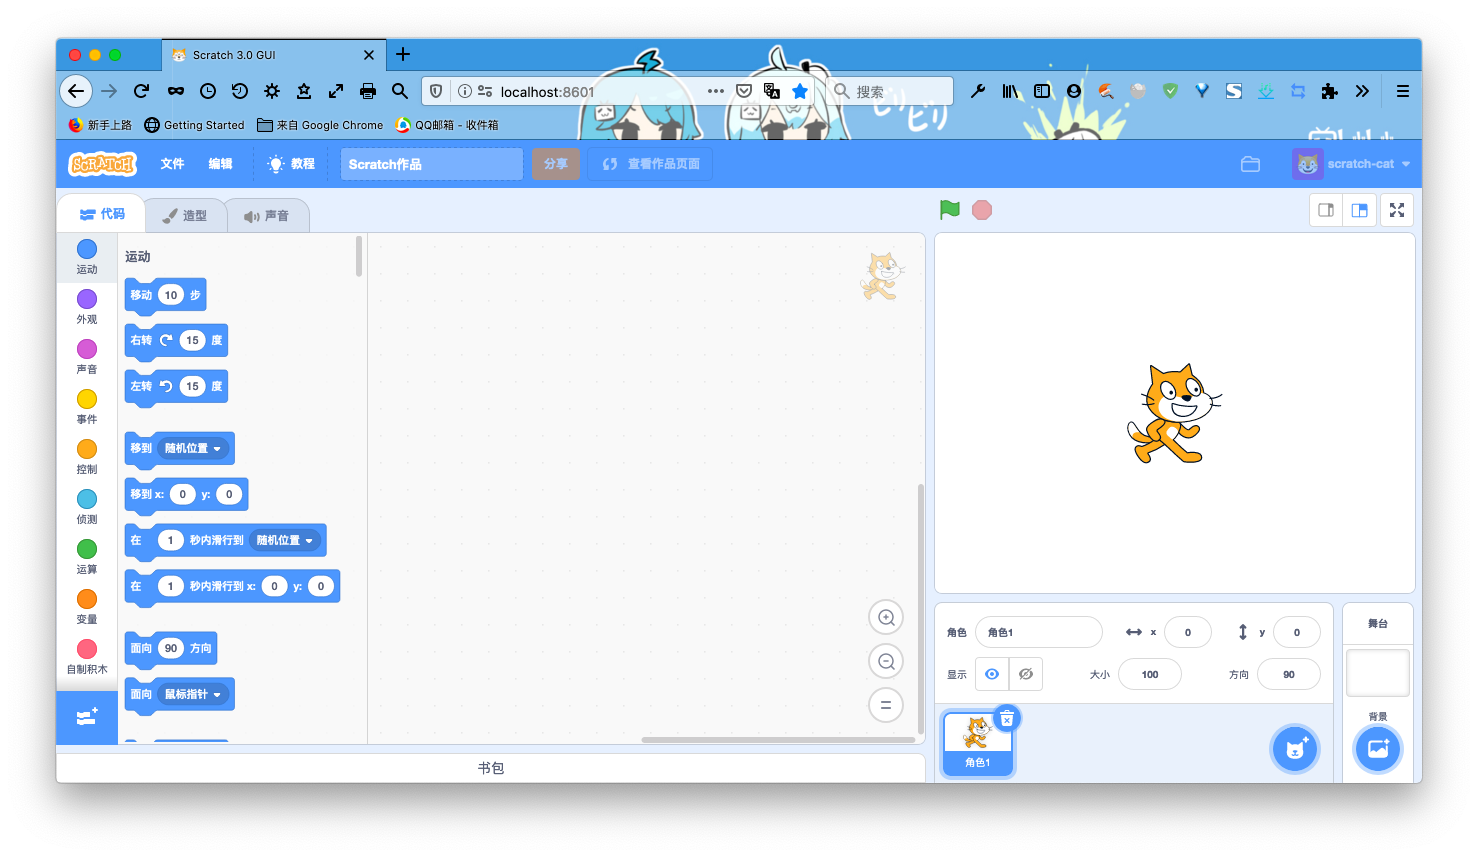 Scratch 3.0 GUI
localhost:8601
搜索
新手上路
Getting Started
来自 Google Chrome
QQ邮箱 - 收件箱
ビリビリ
SCRATCH
文件
编辑
教程
Scratch作品
分享
查看作品页面
scratch-cat
代码
造型
声音
运动
外观
声音
事件
控制
侦测
运算
变量
自制积木
运动
移动 10 步
右转 15 度
左转 15 度
移到 随机位置
移到 x: 0 y: 0
在 1 秒内滑行到 随机位置
在 1 秒内滑行到 x: 0 y: 0
面向 90 方向
面向 鼠标指针
书包
角色 角色1 x 0 y 0
显示 大小 100 方向 90
角色1
舞台
背景